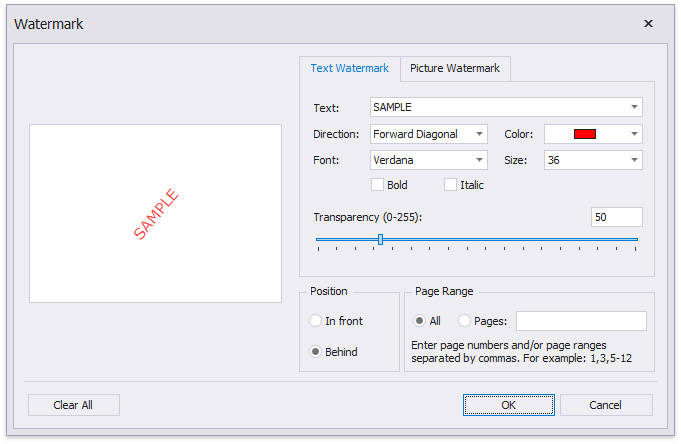 Watermark
Text Watermark
Picture Watermark
Text: SAMPLE
Direction: Forward Diagonal Color:
Font: Verdana Size: 36
Bold Italic
Transparency (0-255): 50
SAMPLE
Position
In front
Behind
Page Range
All Pages:
Enter page numbers and/or page ranges
separated by commas. For example: 1,3,5-12
Clear All
OK
Cancel